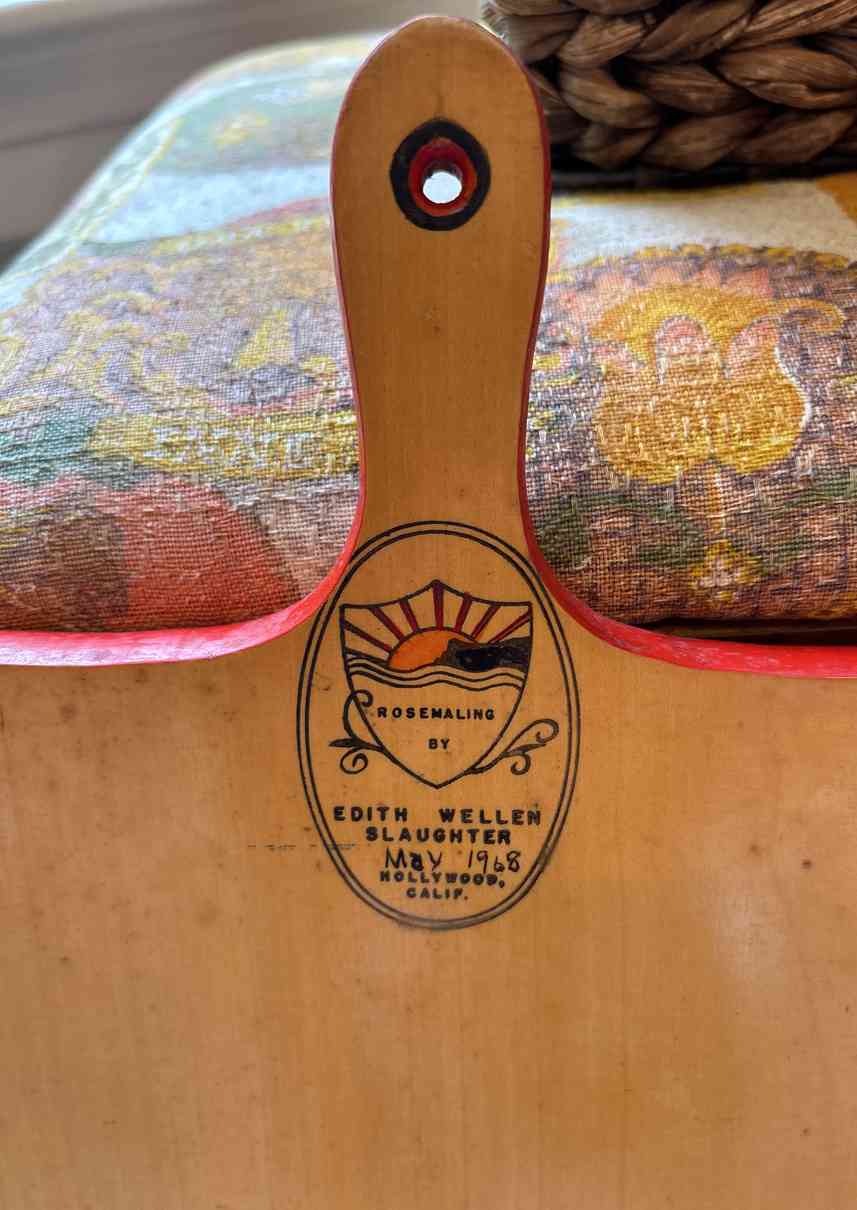 ROSEMALING
BY
EDITH WELLEN
SLAUGHTER
May 1968
HOLLYWOOD,
CALIF.